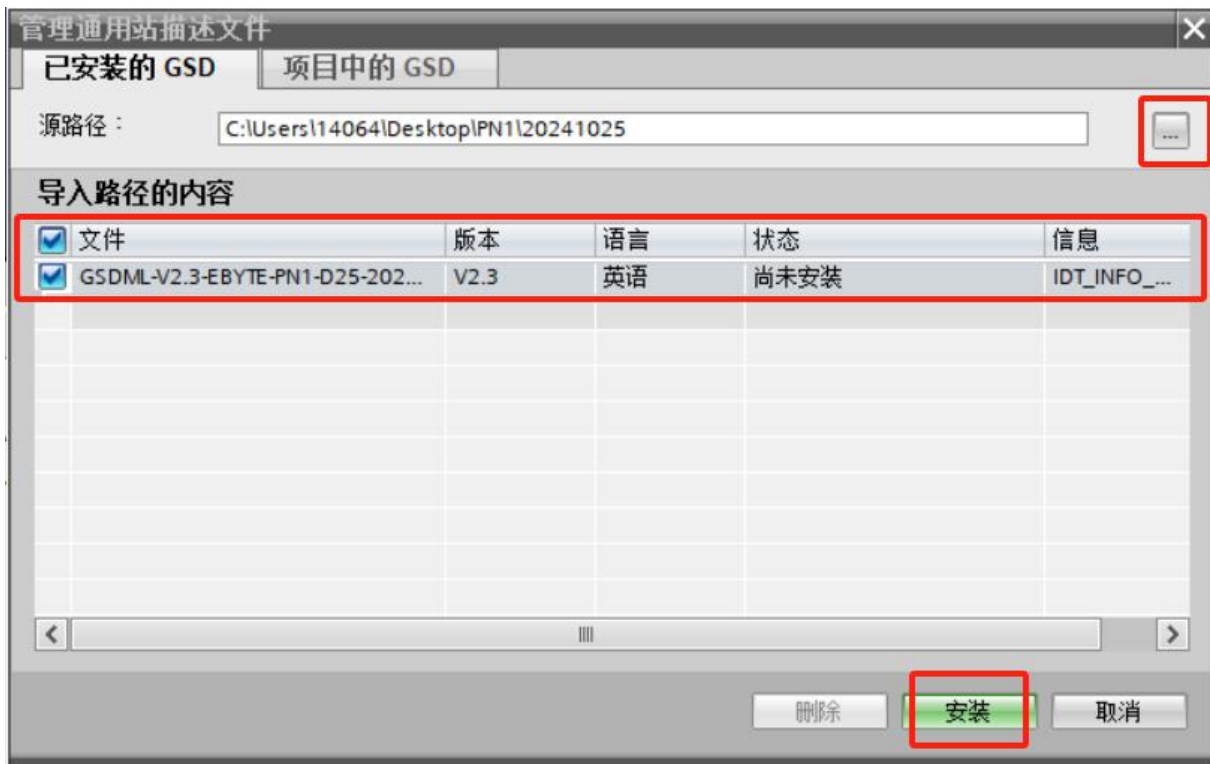 管理通用站描述文件
已安装的 GSD 项目中的 GSD
源路径： C:\Users\14064\Desktop\PN1\20241025 ...
导入路径的内容
文件 版本 语言 状态 信息
GSDML-V2.3-EBYTE-PN1-D25-202... V2.3 英语 尚未安装 IDT_INFO_...
删除 安装 取消